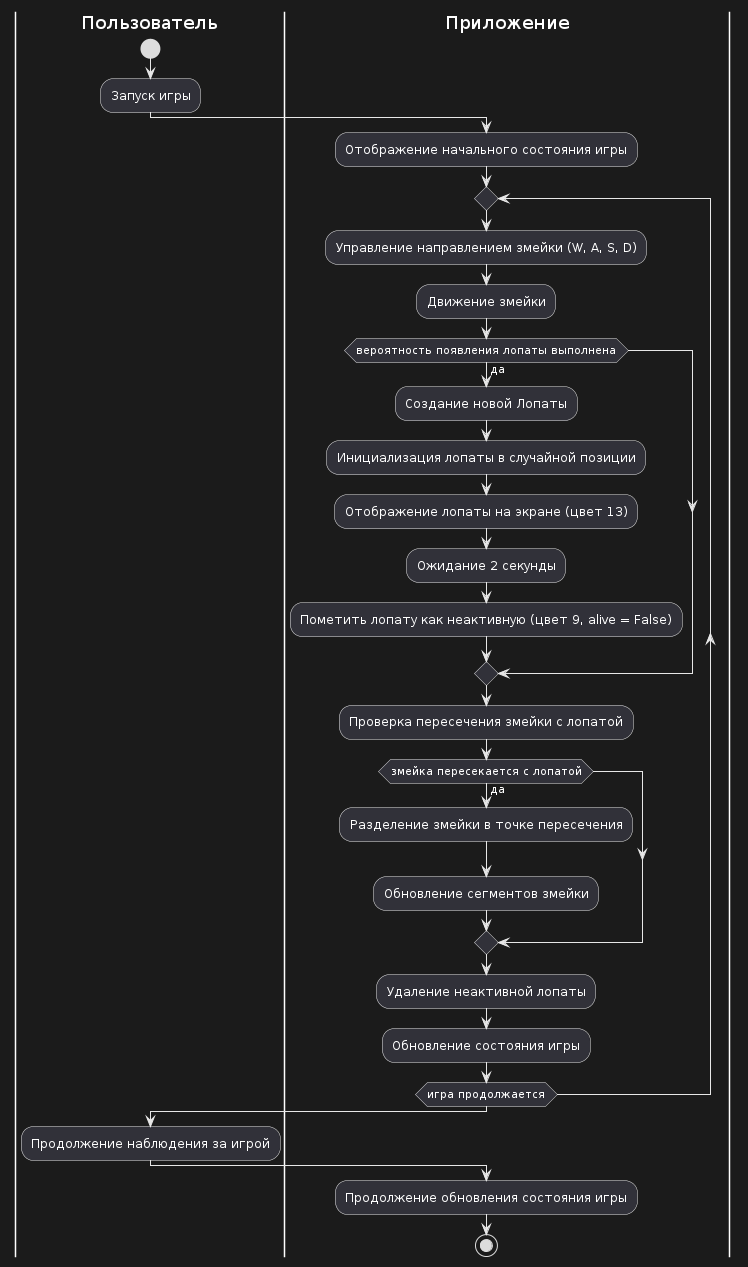 Пользователь
Приложение
Запуск игры
Отображение начального состояния игры
Управление направлением змейки (W, A, S, D)
Движение змейки
вероятность появления лопаты выполнена
да
Создание новой Лопаты
Инициализация лопаты в случайной позиции
Отображение лопаты на экране (цвет 13)
Ожидание 2 секунды
Пометить лопату как неактивную (цвет 9, alive = False)
Проверка пересечения змейки с лопатой
змейка пересекается с лопатой
да
Разделение змейки в точке пересечения
Обновление сегментов змейки
Удаление неактивной лопаты
Обновление состояния игры
игра продолжается
Продолжение наблюдения за игрой
Продолжение обновления состояния игры